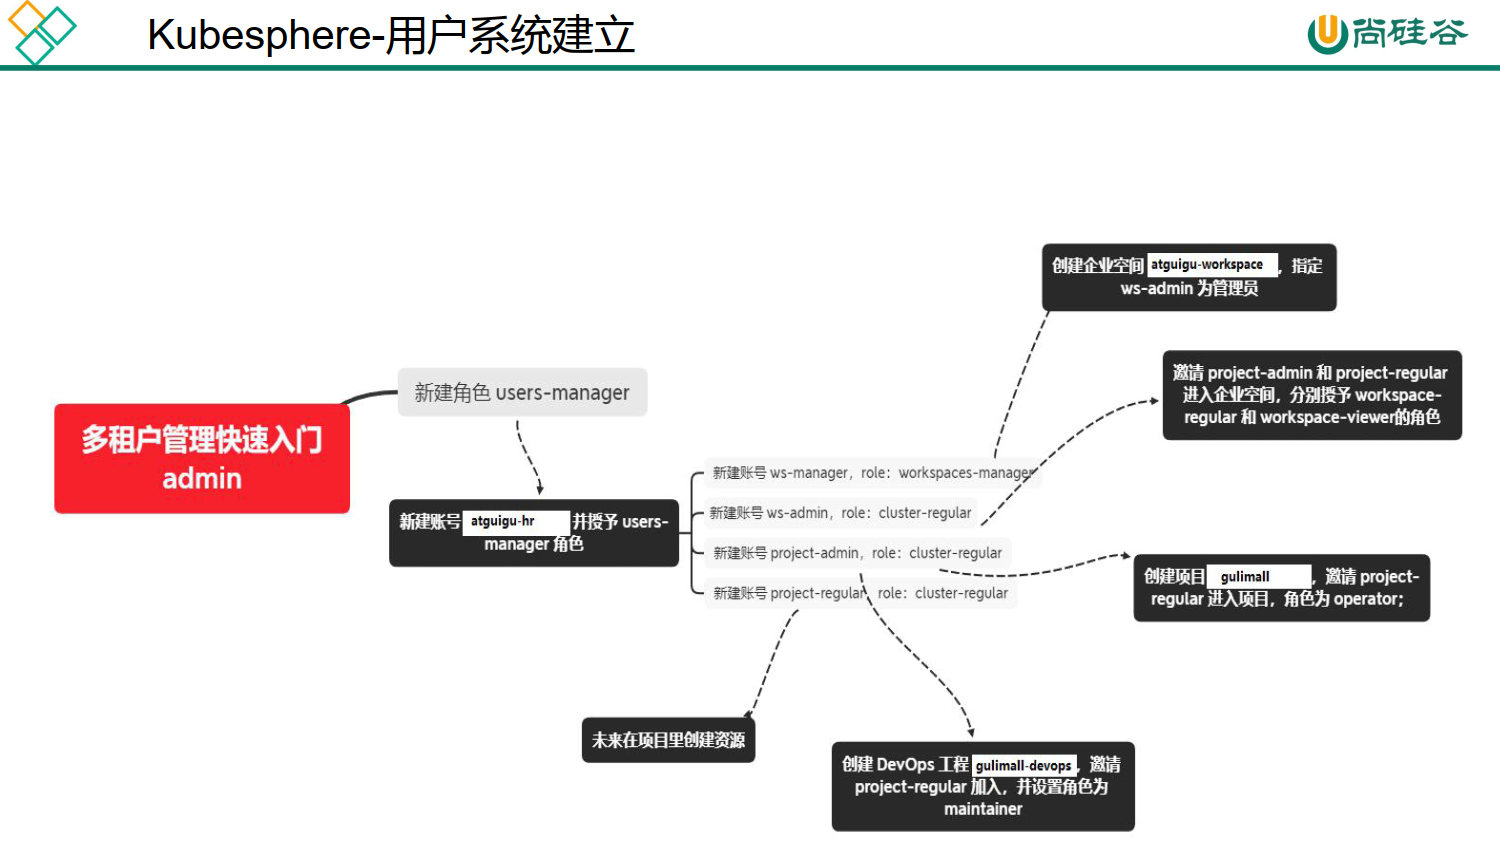 Kubesphere-用户系统建立
尚硅谷
创建企业空间 atguigu-workspace ，指定
ws-admin 为管理员
邀请 project-admin 和 project-regular
进入企业空间，分别授予 workspace-
regular 和 workspace-viewer的角色
新建角色 users-manager
多租户管理快速入门
admin
新建账号 atguigu-hr 并授予 users-
manager 角色
新建账号 ws-manager，role：workspaces-manager
新建账号 ws-admin，role：cluster-regular
新建账号 project-admin，role：cluster-regular
新建账号 project-regular，role：cluster-regular
创建项目 gulimall ，邀请 project-
regular 进入项目，角色为 operator；
未来在项目里创建资源
创建 DevOps 工程 gulimall-devops ，邀请
project-regular 加入，并设置角色为
maintainer